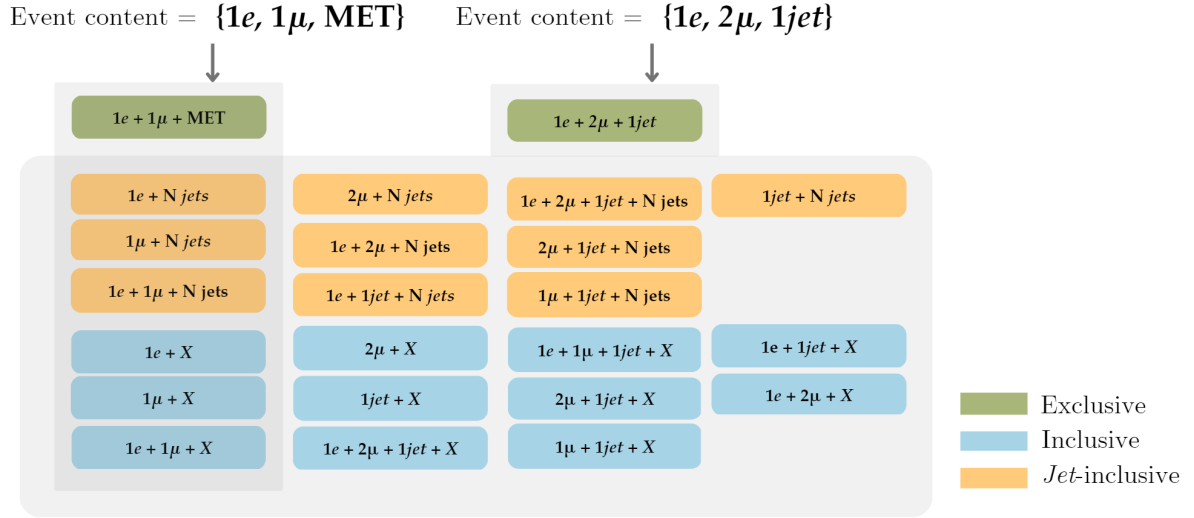 Event content = {1e, 1μ, MET}
Event content = {1e, 2μ, 1jet}
1e + 1μ + MET
1e + 2μ + 1jet
1e + N jets
2μ + N jets
1e + 2μ + 1jet + N jets
1jet + N jets
1μ + N jets
1e + 2μ + N jets
2μ + 1jet + N jets
1e + 1μ + N jets
1e + 1jet + N jets
1μ + 1jet + N jets
1e + X
2μ + X
1e + 1μ + 1jet + X
1e + 1jet + X
1μ + X
1jet + X
2μ + 1jet + X
1e + 2μ + X
1e + 1μ + X
1e + 2μ + 1jet + X
1μ + 1jet + X
Exclusive
Inclusive
Jet-inclusive